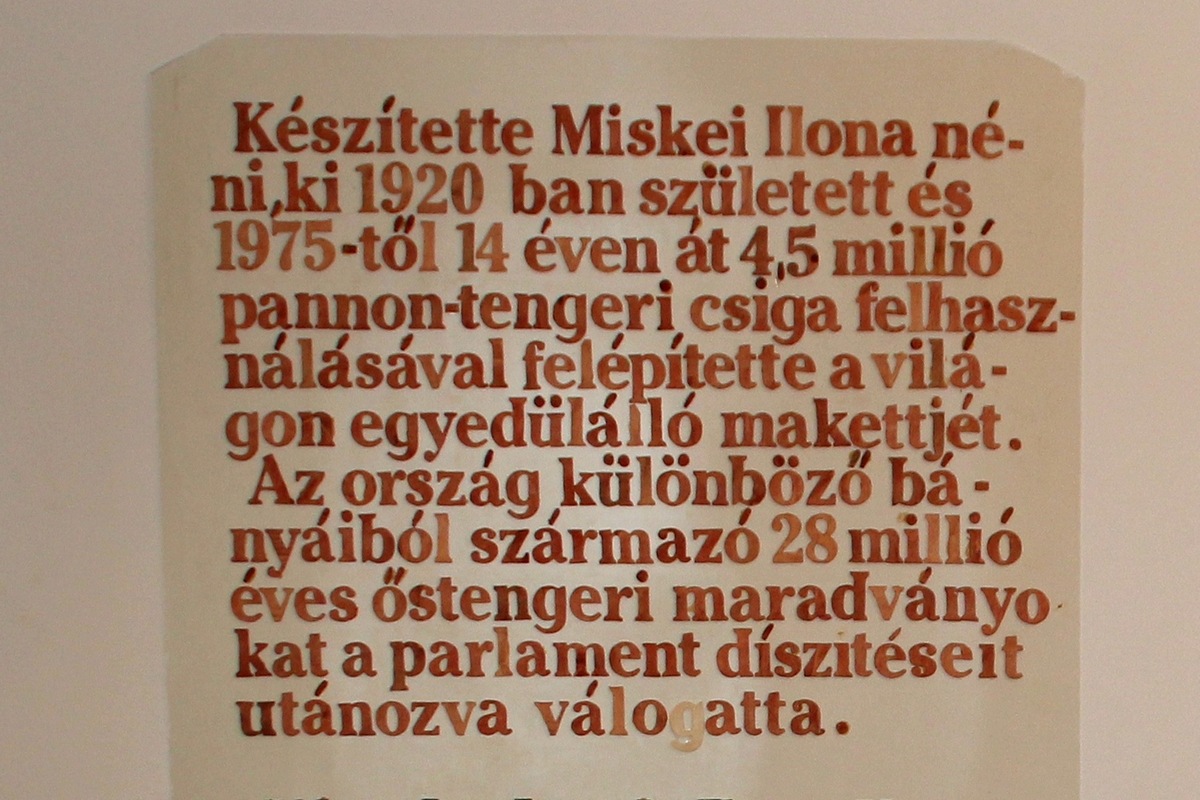 Készítette Miskei Ilona né-
ni,ki 1920 ban született és
1975-től 14 éven át 4,5 millió
pannon-tengeri csiga felhasz-
nálásával felépítette a vilá-
gon egyedülálló makettjét.
Az ország különböző bá-
nyáiból származó 28 millió
éves őstengeri maradványo
kat a parlament díszítéseit
utánozva válogatta.